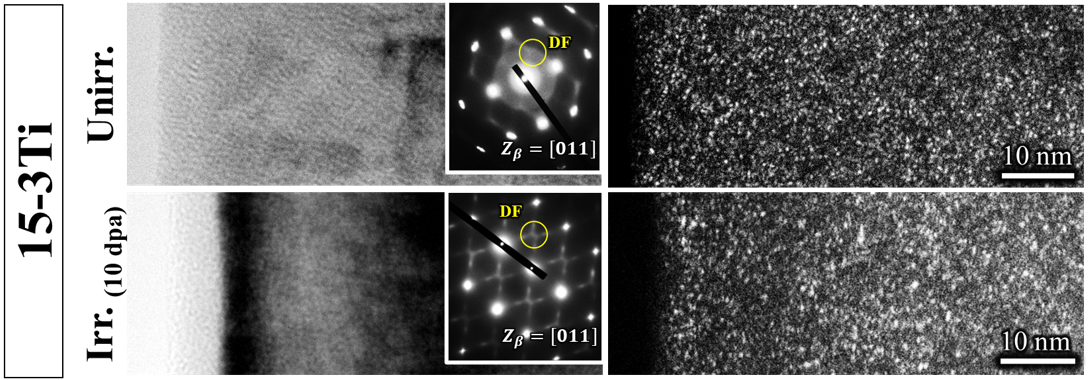 15-3Ti
Unirr.
DF
Zβ = [011]
10 nm
Irr. (10 dpa)
DF
Zβ = [011]
10 nm